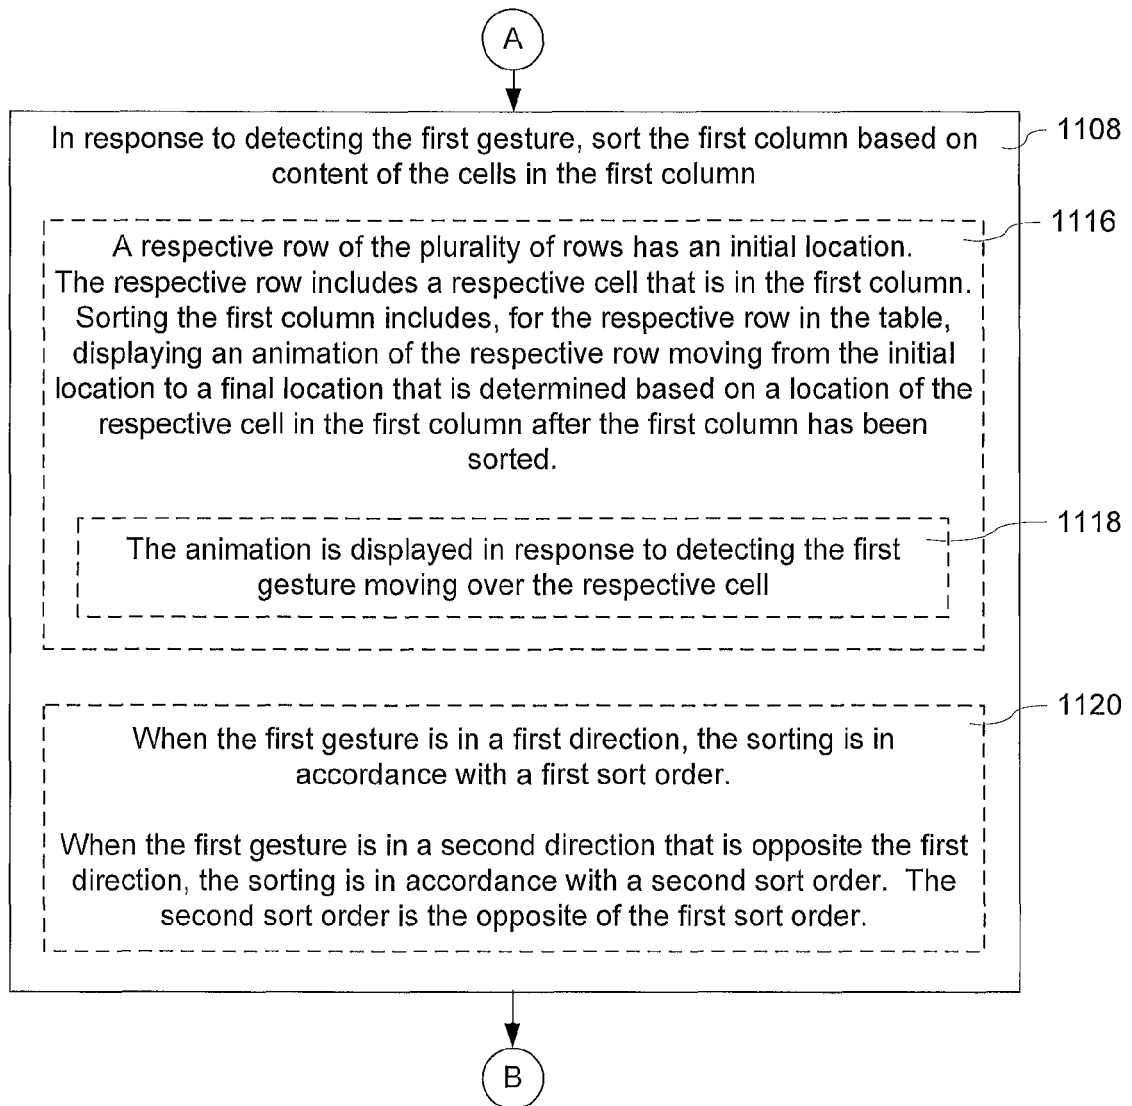 A
In response to detecting the first gesture, sort the first column based on
content of the cells in the first column
1108
A respective row of the plurality of rows has an initial location.
The respective row includes a respective cell that is in the first column.
Sorting the first column includes, for the respective row in the table,
displaying an animation of the respective row moving from the initial
location to a final location that is determined based on a location of the
respective cell in the first column after the first column has been
sorted.
1116
The animation is displayed in response to detecting the first
gesture moving over the respective cell
1118
When the first gesture is in a first direction, the sorting is in
accordance with a first sort order.
When the first gesture is in a second direction that is opposite the first
direction, the sorting is in accordance with a second sort order.  The
second sort order is the opposite of the first sort order.
1120
B